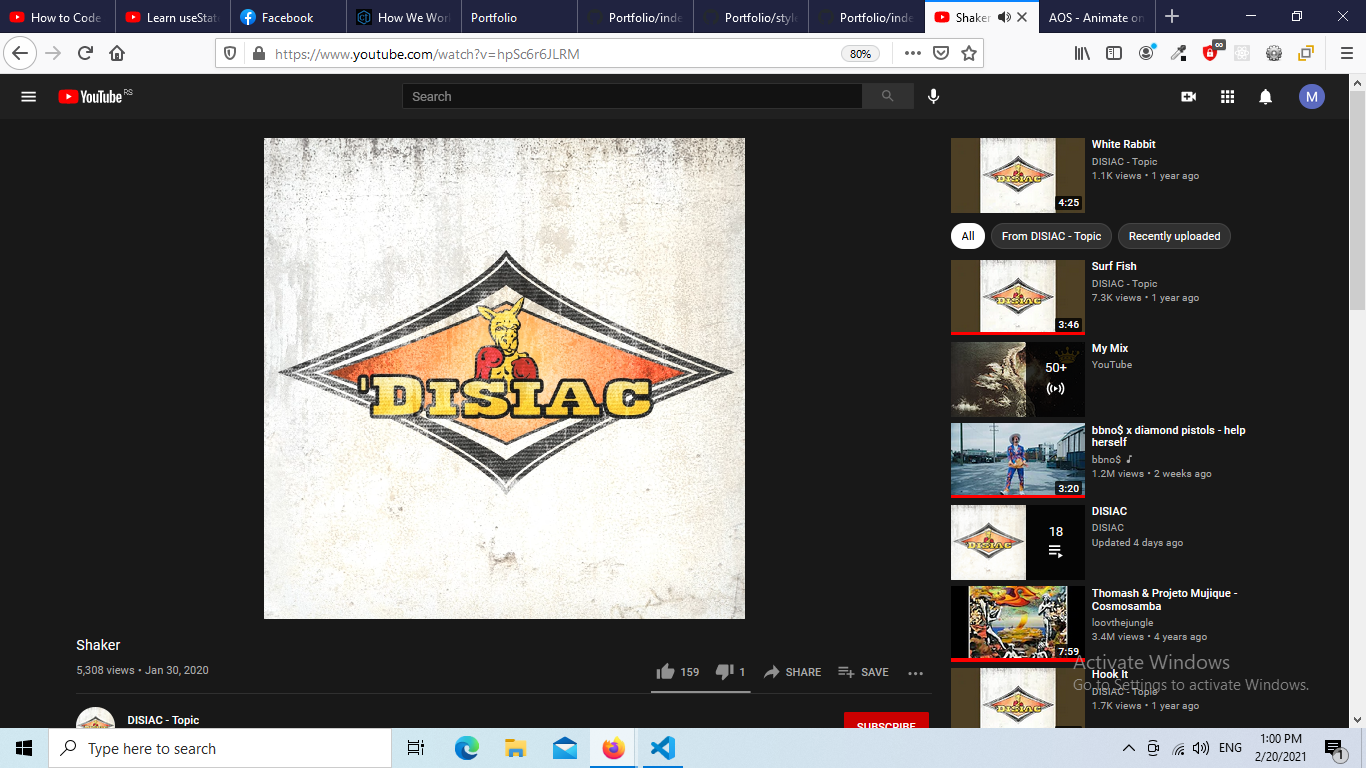 How to Code
Learn useStat
Facebook
How We Wor
Portfolio
Portfolio/inde
Portfolio/style
Portfolio/inde
Shaker
AOS - Animate on
https://www.youtube.com/watch?v=hpSc6r6JLRM
80%
YouTube RS
Search
M
'DISIAC
Shaker
5,308 views • Jan 30, 2020
159
1
SHARE
SAVE
DISIAC - Topic
SUBSCRIBE
DISIAC
4:25
White Rabbit
DISIAC - Topic
1.1K views • 1 year ago
All
From DISIAC - Topic
Recently uploaded
DISIAC
3:46
Surf Fish
DISIAC - Topic
7.3K views • 1 year ago
50+
My Mix
YouTube
3:20
bbno$ x diamond pistols - help
herself
bbno$
1.2M views • 2 weeks ago
DISIAC
18
DISIAC
DISIAC
Updated 4 days ago
7:59
Thomash & Projeto Mujique -
Cosmosamba
loovthejungle
3.4M views • 4 years ago
DISIAC
Hook It
DISIAC - Topic
1.7K views • 1 year ago
Activate Windows
Go to Settings to activate Windows.
Type here to search
ENG
1:00 PM
2/20/2021
1